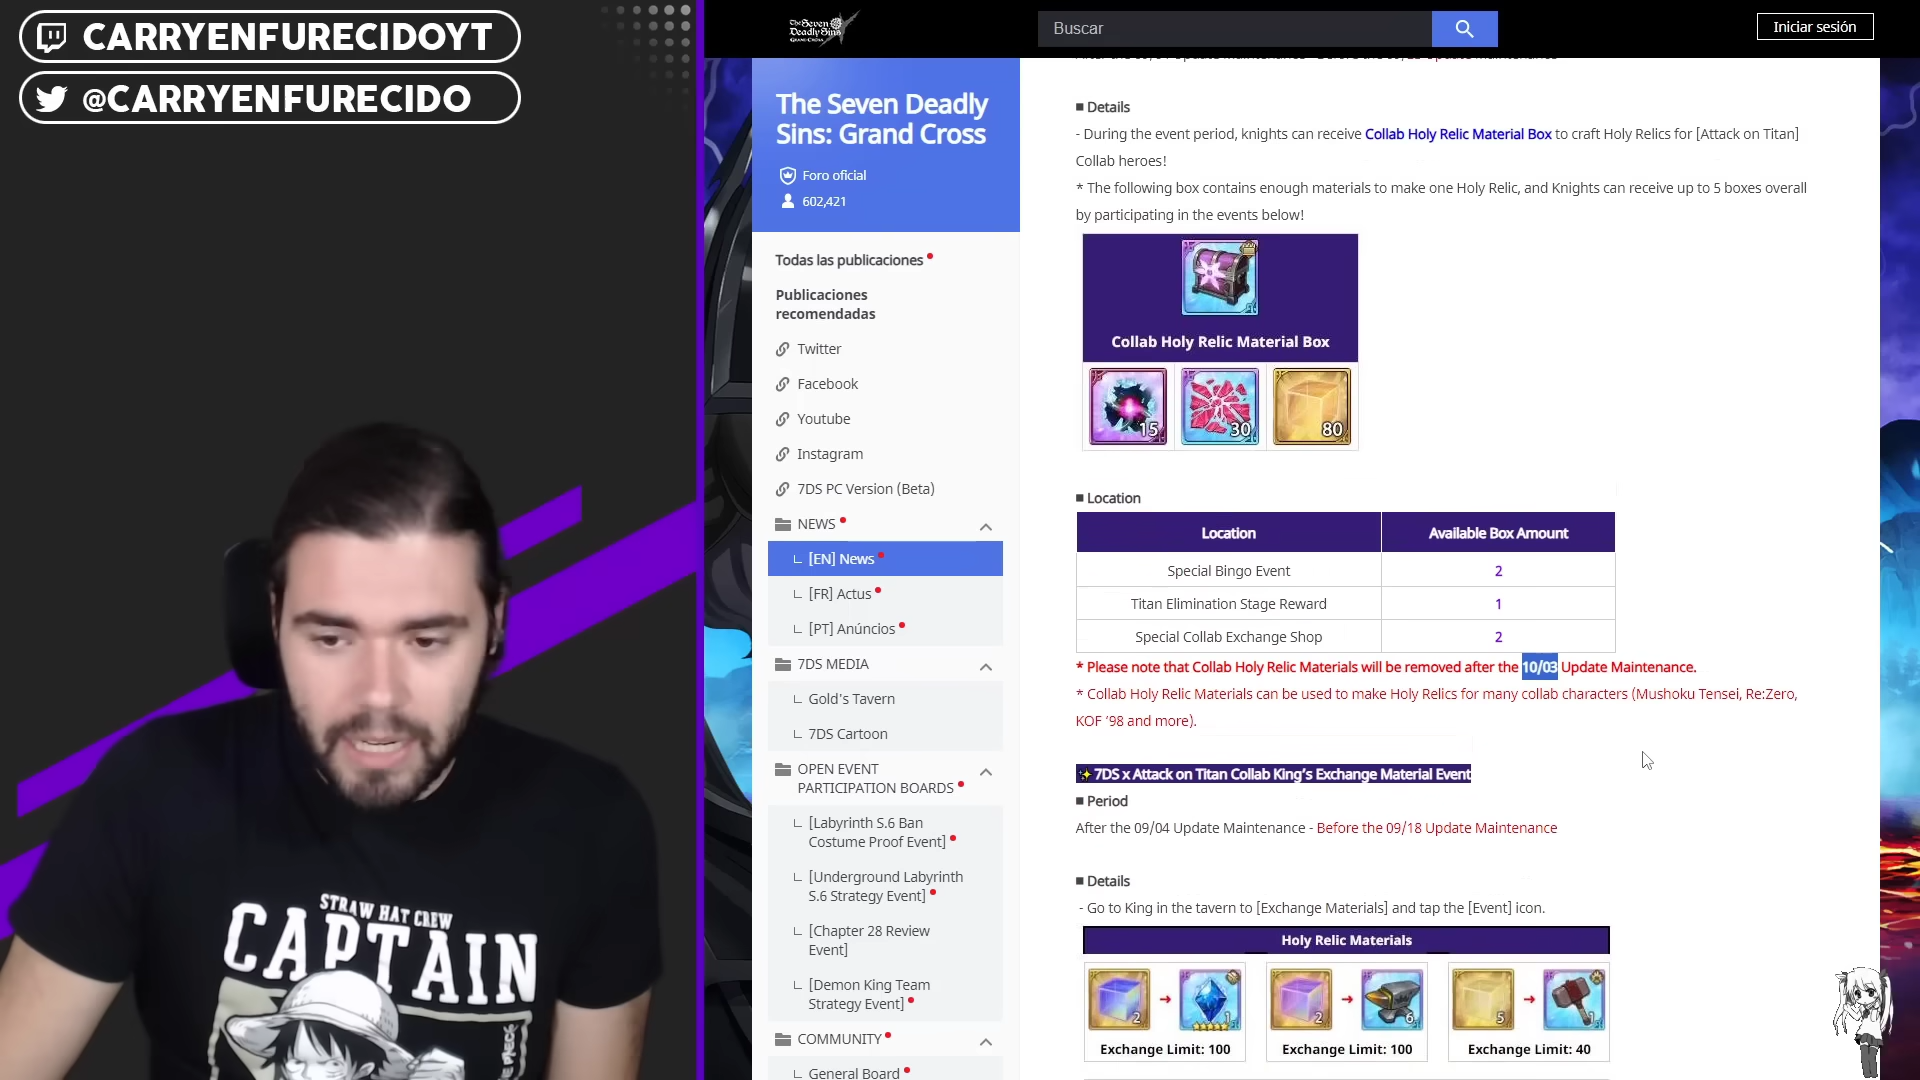 CARRYENFURECIDOYT
@CARRYENFURECIDO
STRAW HAT CREW
CAPTAIN
The Seven
Deadly Sins
GRAND CROSS
Buscar
Iniciar sesión
The Seven Deadly
Sins: Grand Cross
Foro oficial
602,421
Todas las publicaciones
Publicaciones
recomendadas
Twitter
Facebook
Youtube
Instagram
7DS PC Version (Beta)
NEWS
[EN] News
[FR] Actus
[PT] Anúncios
7DS MEDIA
Gold's Tavern
7DS Cartoon
OPEN EVENT
PARTICIPATION BOARDS
[Labyrinth S.6 Ban
Costume Proof Event]
[Underground Labyrinth
S.6 Strategy Event]
[Chapter 28 Review
Event]
[Demon King Team
Strategy Event]
COMMUNITY
General Board
■ Details
- During the event period, knights can receive Collab Holy Relic Material Box to craft Holy Relics for [Attack on Titan]
Collab heroes!
* The following box contains enough materials to make one Holy Relic, and Knights can receive up to 5 boxes overall
by participating in the events below!
Collab Holy Relic Material Box
15 30 80
■ Location
Location Available Box Amount
Special Bingo Event 2
Titan Elimination Stage Reward 1
Special Collab Exchange Shop 2
* Please note that Collab Holy Relic Materials will be removed after the 10/03 Update Maintenance.
* Collab Holy Relic Materials can be used to make Holy Relics for many collab characters (Mushoku Tensei, Re:Zero,
KOF '98 and more).
✨ 7DS x Attack on Titan Collab King's Exchange Material Event
■ Period
After the 09/04 Update Maintenance - Before the 09/18 Update Maintenance
■ Details
- Go to King in the tavern to [Exchange Materials] and tap the [Event] icon.
Holy Relic Materials
2 1 2 6 5 1
Exchange Limit: 100 Exchange Limit: 100 Exchange Limit: 40